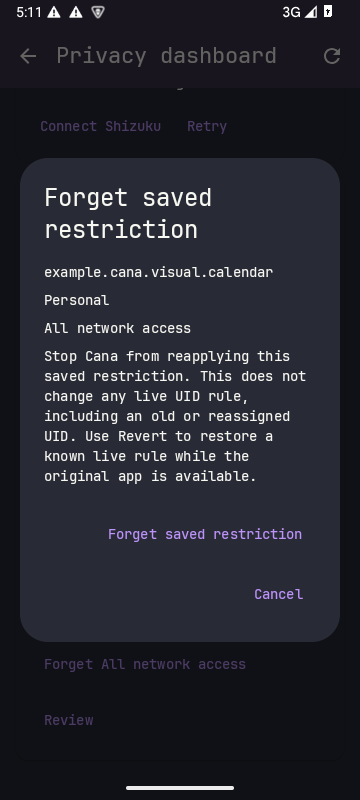 5:11
3G
Privacy dashboard
Connect Shizuku Retry
Forget saved
restriction
example.cana.visual.calendar
Personal
All network access
Stop Cana from reapplying this
saved restriction. This does not
change any live UID rule,
including an old or reassigned
UID. Use Revert to restore a
known live rule while the
original app is available.
Forget saved restriction
Cancel
Forget All network access
Review